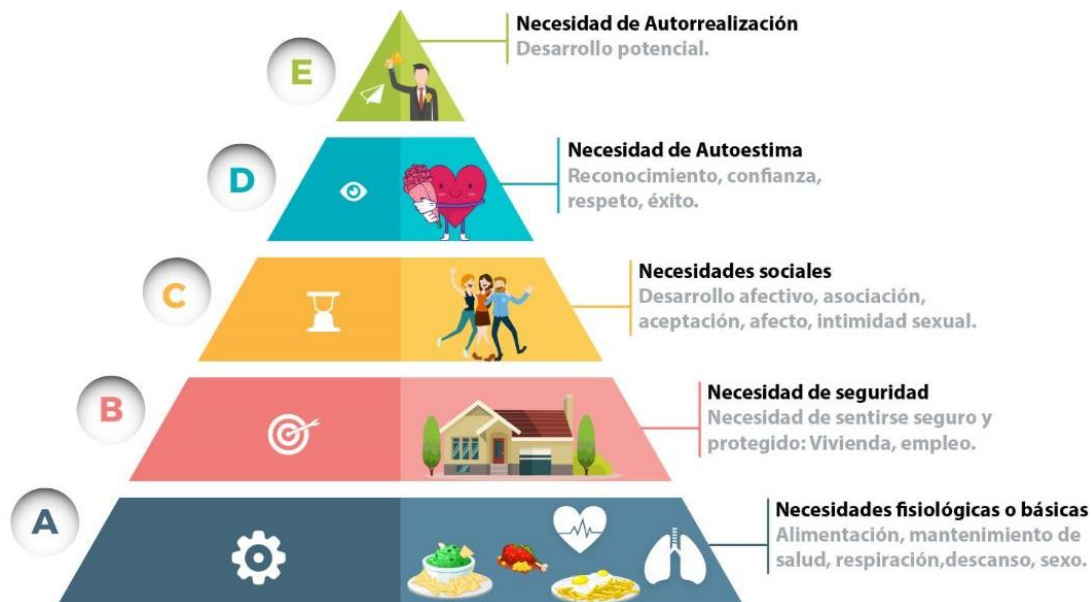 E
Necesidad de Autorrealización
Desarrollo potencial.
D
Necesidad de Autoestima
Reconocimiento, confianza,
respeto, éxito.
C
Necesidades sociales
Desarrollo afectivo, asociación,
aceptación, afecto, intimidad sexual.
B
Necesidad de seguridad
Necesidad de sentirse seguro y
protegido: Vivienda, empleo.
A
Necesidades fisiológicas o básicas
Alimentación, mantenimiento de
salud, respiración,descanso, sexo.